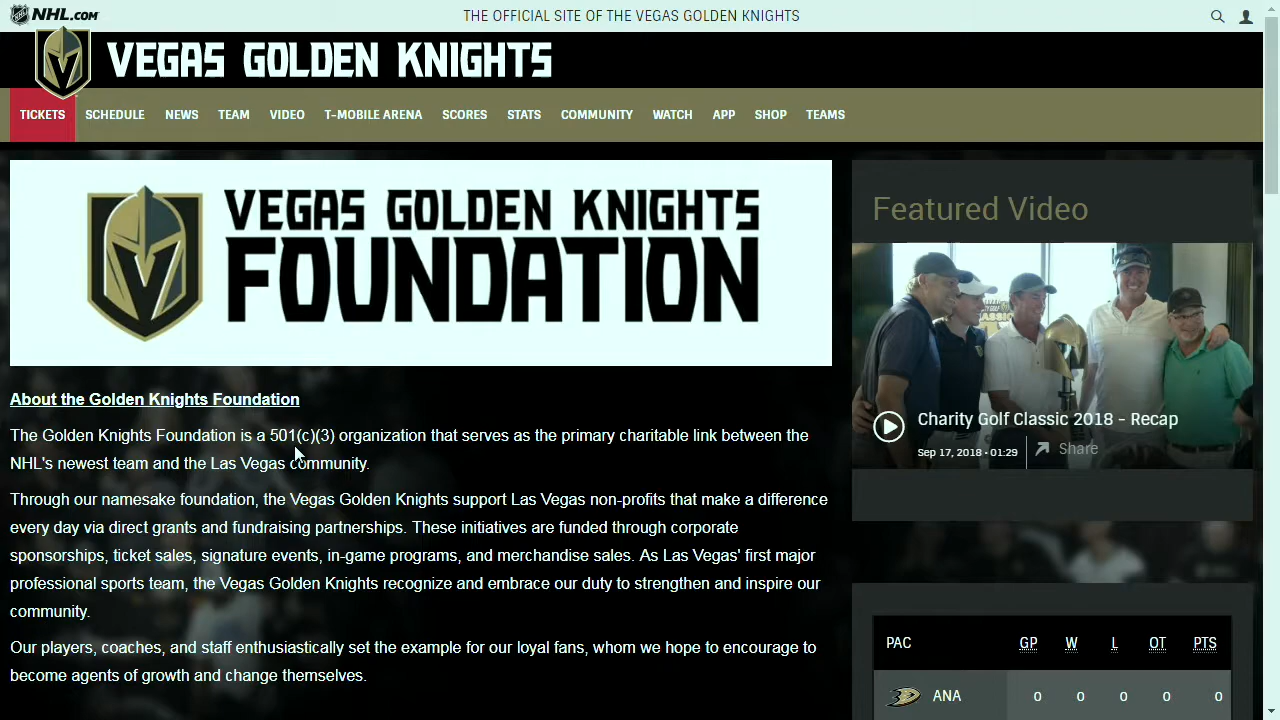 NHL.COM
THE OFFICIAL SITE OF THE VEGAS GOLDEN KNIGHTS
VEGAS GOLDEN KNIGHTS
TICKETS SCHEDULE NEWS TEAM VIDEO T-MOBILE ARENA SCORES STATS COMMUNITY WATCH APP SHOP TEAMS
VEGAS GOLDEN KNIGHTS
FOUNDATION
About the Golden Knights Foundation
The Golden Knights Foundation is a 501(c)(3) organization that serves as the primary charitable link between the
NHL's newest team and the Las Vegas community.
Through our namesake foundation, the Vegas Golden Knights support Las Vegas non-profits that make a difference
every day via direct grants and fundraising partnerships. These initiatives are funded through corporate
sponsorships, ticket sales, signature events, in-game programs, and merchandise sales. As Las Vegas' first major
professional sports team, the Vegas Golden Knights recognize and embrace our duty to strengthen and inspire our
community.
Our players, coaches, and staff enthusiastically set the example for our loyal fans, whom we hope to encourage to
become agents of growth and change themselves.
Featured Video
Charity Golf Classic 2018 - Recap
Sep 17, 2018 • 01:29
Share
PAC GP W L OT PTS
ANA 0 0 0 0 0